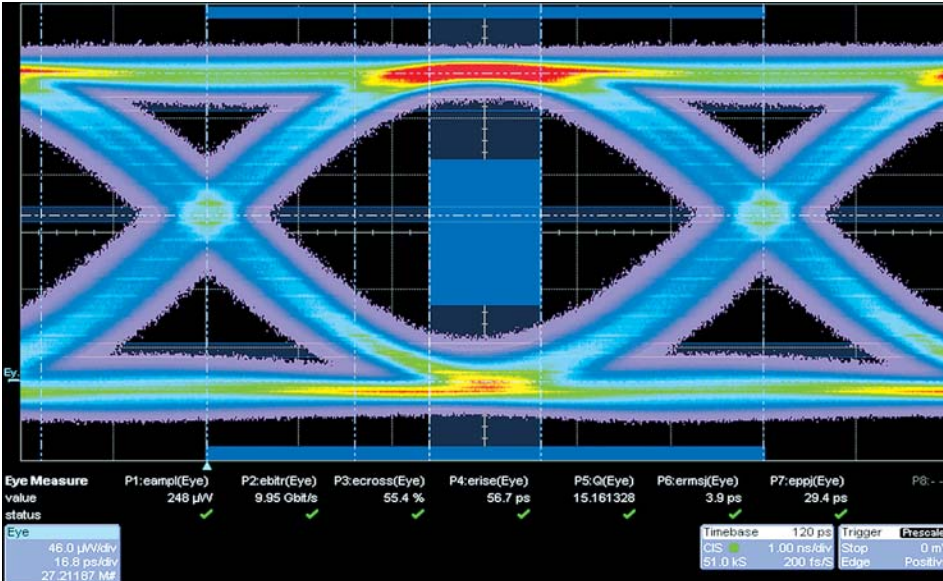 Ey.
Eye Measure P1:eampl(Eye) P2:ebitr(Eye) P3:ecross(Eye) P4:erise(Eye) P5:Q(Eye) P6:ermsj(Eye) P7:eppj(Eye) P8:- -
value 248 µW 9.95 Gbit/s 55.4 % 56.7 ps 15.161328 3.9 ps 29.4 ps
status
Eye Timebase 120 ps Trigger Prescale
46.0 µW/div CIS 1.00 ns/div Stop 0 m
16.8 ps/div 51.0 kS 200 fs/S Edge Positiv
27.21187 M#